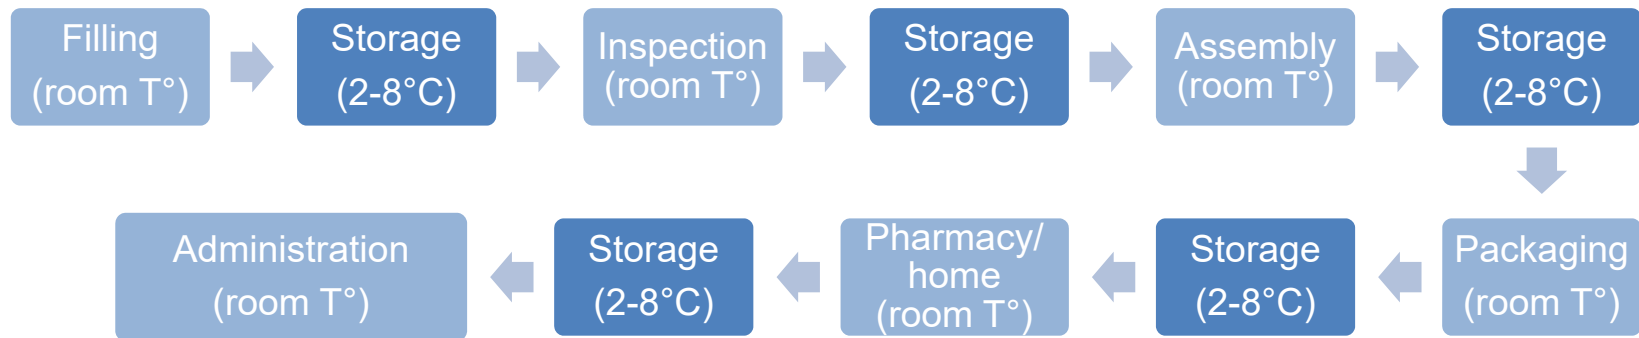 Filling
(room T°)
Storage
(2-8°C)
Inspection
(room T°)
Storage
(2-8°C)
Assembly
(room T°)
Storage
(2-8°C)
Packaging
(room T°)
Storage
(2-8°C)
Pharmacy/
home
(room T°)
Storage
(2-8°C)
Administration
(room T°)